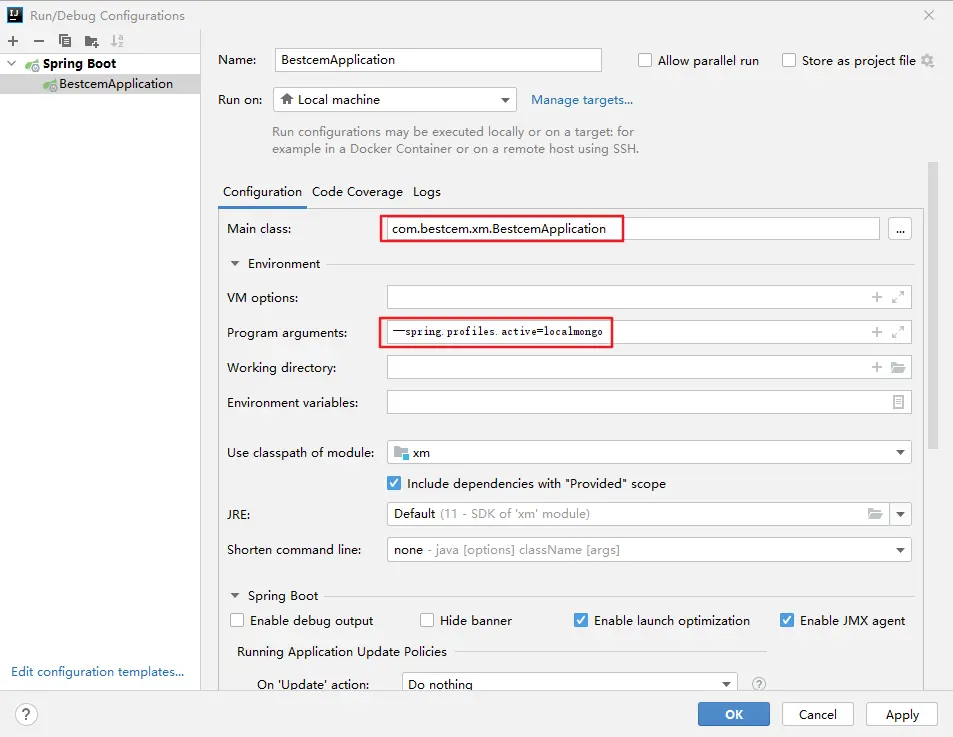 Run/Debug Configurations
Spring Boot
BestcemApplication
Name: BestcemApplication Allow parallel run Store as project file
Run on: Local machine Manage targets...
Run configurations may be executed locally or on a target: for
example in a Docker Container or on a remote host using SSH.
Configuration Code Coverage Logs
Main class: com.bestcem.xm.BestcemApplication ...
Environment
VM options:
Program arguments: --spring.profiles.active=localmongo
Working directory:
Environment variables:
Use classpath of module: xm
Include dependencies with "Provided" scope
JRE: Default (11 - SDK of 'xm' module)
Shorten command line: none - java [options] className [args]
Spring Boot
Enable debug output Hide banner Enable launch optimization Enable JMX agent
Running Application Update Policies
On 'Update' action: Do nothing ?
Edit configuration templates...
? OK Cancel Apply